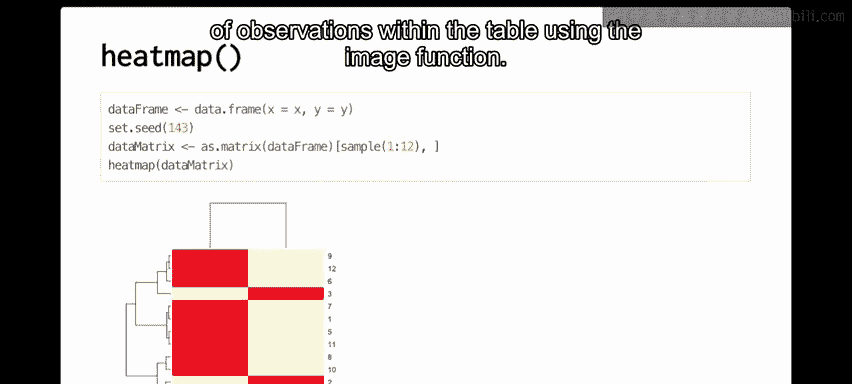 of observations within the table using the
image function.
heatmap()
dataFrame <- data.frame(x = x, y = y)
set.seed(143)
dataMatrix <- as.matrix(dataFrame)[sample(1:12), ]
heatmap(dataMatrix)
9
12
6
3
7
1
5
11
8
10
2